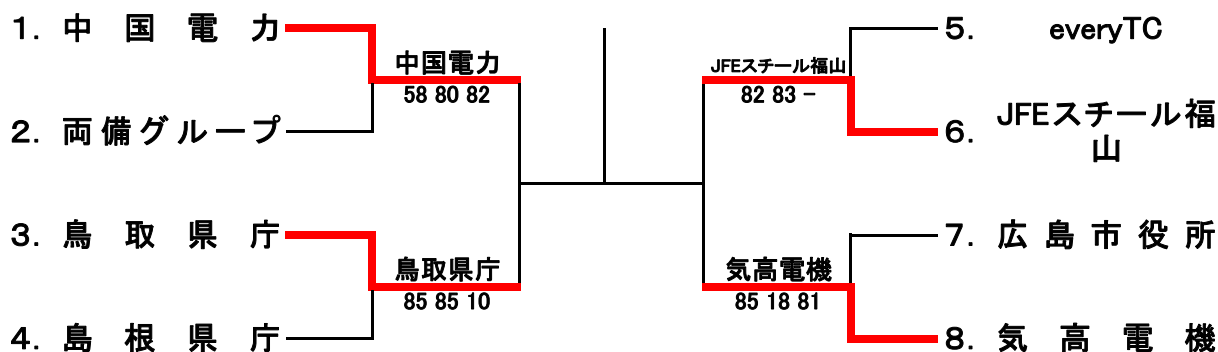 1. 中国電力
中国電力
58 80 82
2. 両備グループ
3. 鳥取県庁
鳥取県庁
85 85 10
4. 島根県庁
5. everyTC
JFEスチール福山
82 83 -
6. JFEスチール福
山
7. 広島市役所
気高電機
85 18 81
8. 気高電機